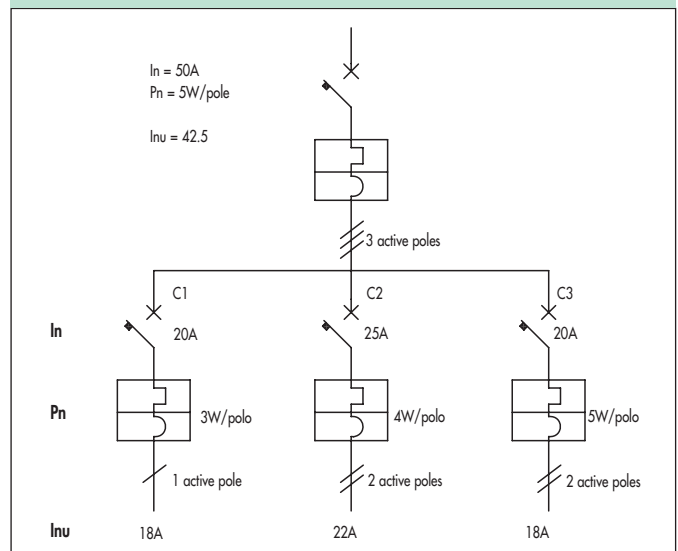 In = 50A
Pn = 5W/pole
Inu = 42.5
3 active poles
C1 C2 C3
In 20A 25A 20A
Pn 3W/polo 4W/polo 5W/polo
1 active pole 2 active poles 2 active poles
Inu 18A 22A 18A